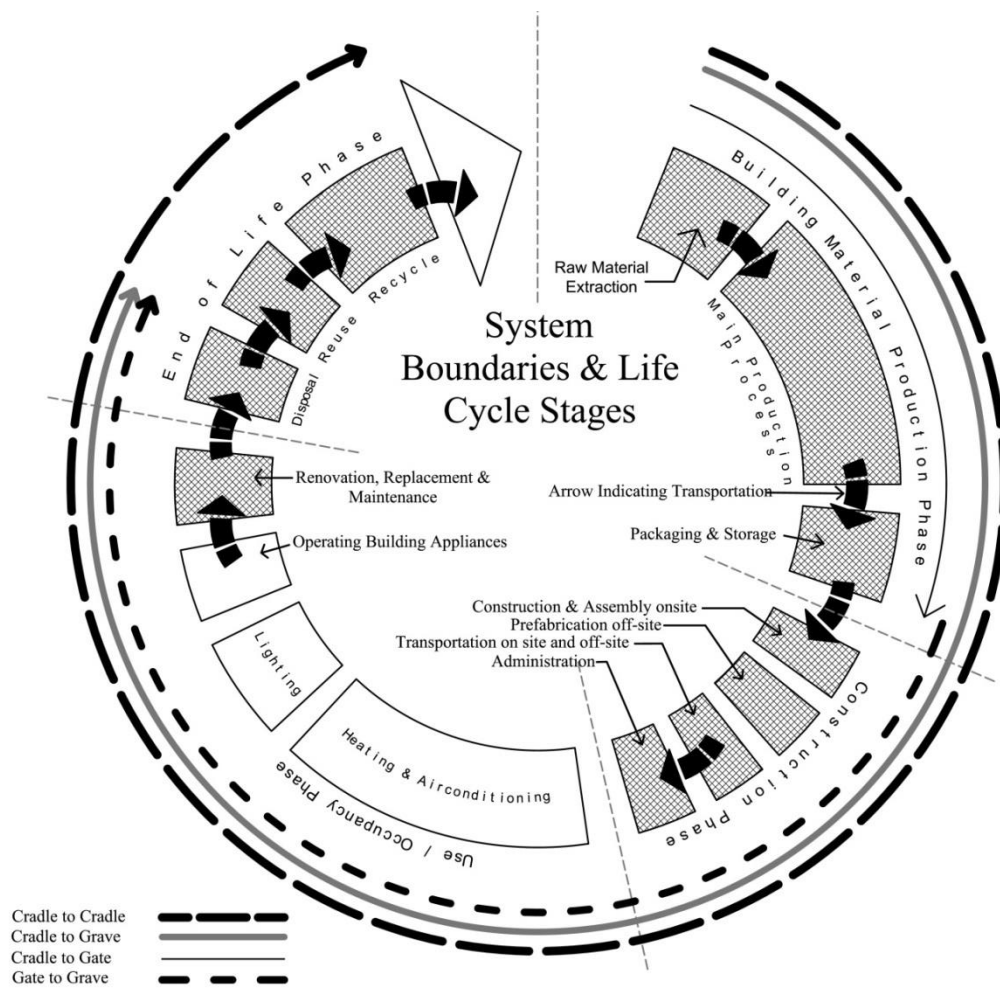 System
Boundaries & Life
Cycle Stages
Building Material Production Phase
Raw Material
Extraction
Main Production
Process
Arrow Indicating Transportation
Packaging & Storage
Construction & Assembly onsite
Prefabrication off-site
Transportation on site and off-site
Administration
Construction Phase
Heating & Airconditioning
Use / Occupancy Phase
Lighting
Operating Building Appliances
Renovation, Replacement &
Maintenance
End of Life Phase
Disposal Reuse Recycle
Cradle to Cradle
Cradle to Grave
Cradle to Gate
Gate to Grave